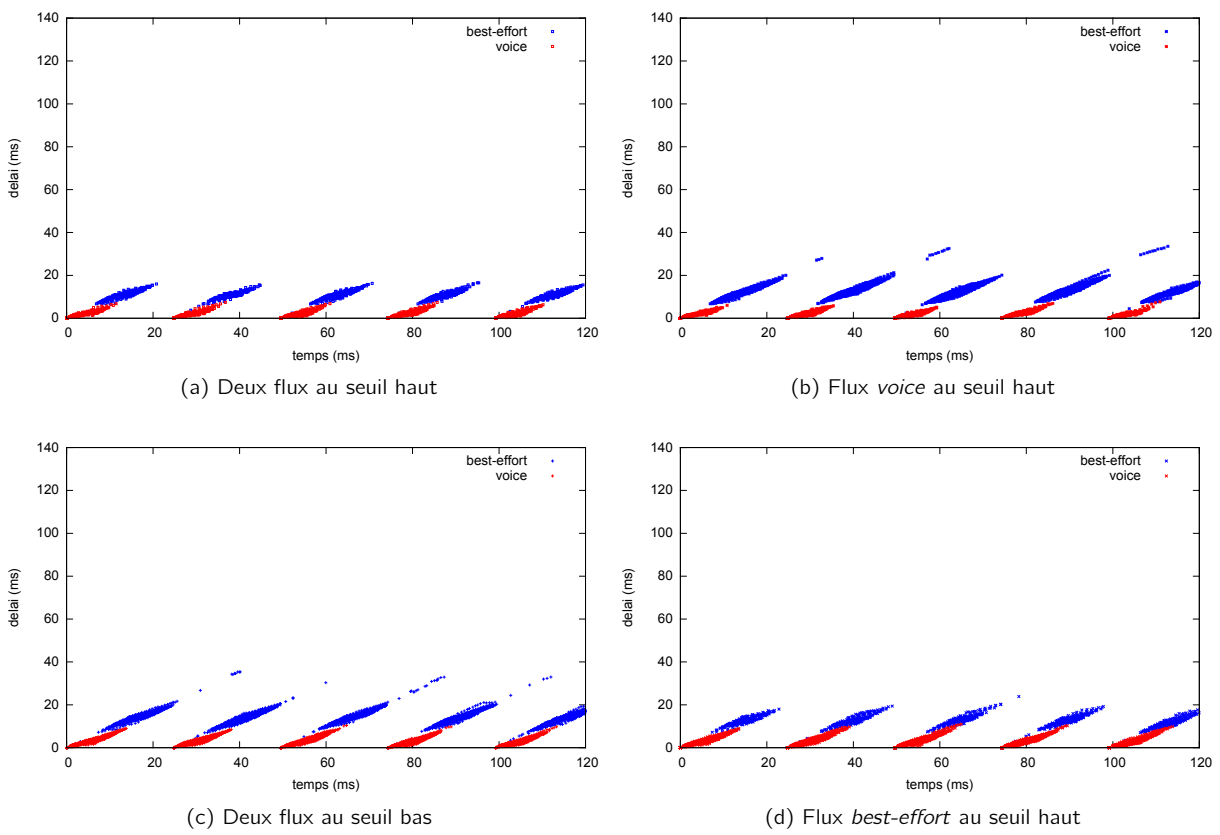 140
120
100
80
60
40
20
0
delai (ms)
best-effort
voice
0 20 40 60 80 100 120
temps (ms)
(a) Deux flux au seuil haut
140
120
100
80
60
40
20
0
delai (ms)
best-effort
voice
0 20 40 60 80 100 120
temps (ms)
(b) Flux voice au seuil haut
140
120
100
80
60
40
20
0
delai (ms)
best-effort
voice
0 20 40 60 80 100 120
temps (ms)
(c) Deux flux au seuil bas
140
120
100
80
60
40
20
0
delai (ms)
best-effort
voice
0 20 40 60 80 100 120
temps (ms)
(d) Flux best-effort au seuil haut